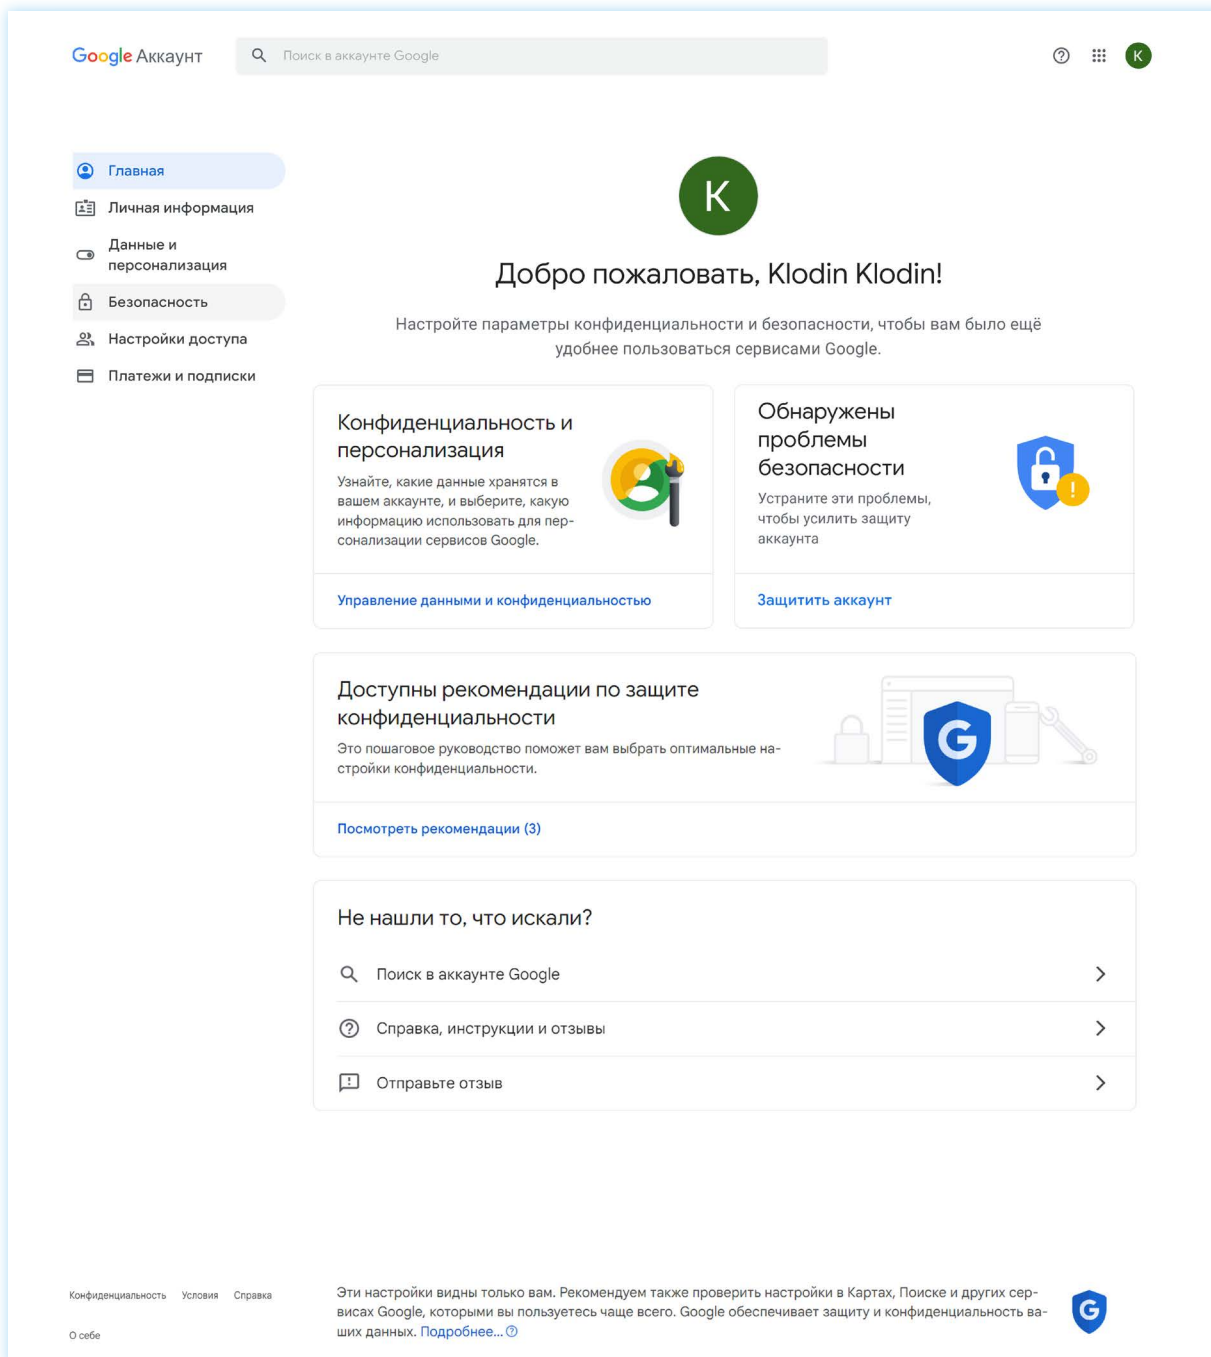 Google Аккаунт
Поиск в аккаунте Google
K
Главная
Личная информация
Данные и
персонализация
Безопасность
Настройки доступа
Платежи и подписки
K
Добро пожаловать, Klodin Klodin!
Настройте параметры конфиденциальности и безопасности, чтобы вам было ещё
удобнее пользоваться сервисами Google.
Конфиденциальность и
персонализация
Узнайте, какие данные хранятся в
вашем аккаунте, и выберите, какую
информацию использовать для пер-
сонализации сервисов Google.
Управление данными и конфиденциальностью
Обнаружены
проблемы
безопасности
Устраните эти проблемы,
чтобы усилить защиту
аккаунта
!
Защитить аккаунт
Доступны рекомендации по защите
конфиденциальности
Это пошаговое руководство поможет вам выбрать оптимальные на-
стройки конфиденциальности.
G
Посмотреть рекомендации (3)
Не нашли то, что искали?
Поиск в аккаунте Google
Справка, инструкции и отзывы
Отправьте отзыв
Конфиденциальность Условия Справка
О себе
Эти настройки видны только вам. Рекомендуем также проверить настройки в Картах, Поиске и других сер-
висах Google, которыми вы пользуетесь чаще всего. Google обеспечивает защиту и конфиденциальность ва-
ших данных. Подробнее...
G